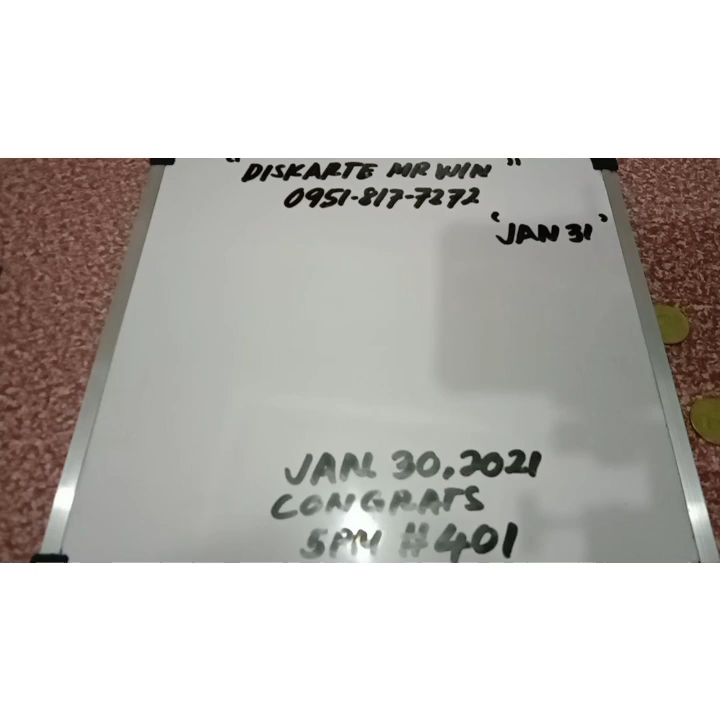 "DISKARTE MR WIN"
0951-817-7272
'JAN 31'
JAN 30, 2021
CONGRATS
5PM #401